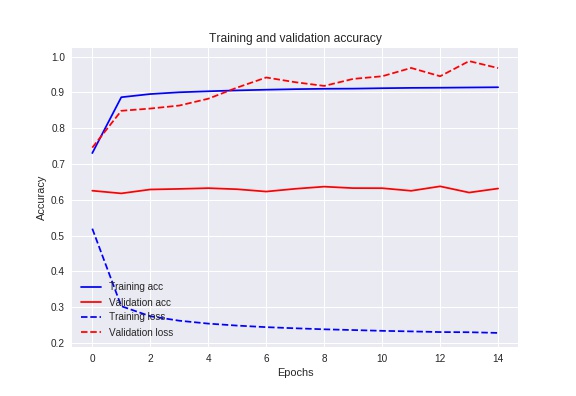 Training and validation accuracy
1.0
0.9
0.8
0.7
0.6
0.5
0.4
0.3
0.2
Accuracy
Training acc
Validation acc
Training loss
Validation loss
0 2 4 6 8 10 12 14
Epochs